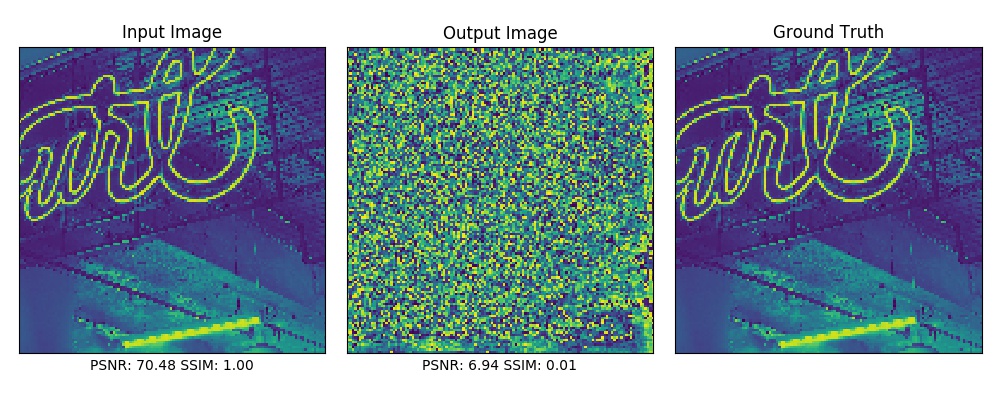 Input Image
Output Image
Ground Truth
PSNR: 70.48 SSIM: 1.00
PSNR: 6.94 SSIM: 0.01